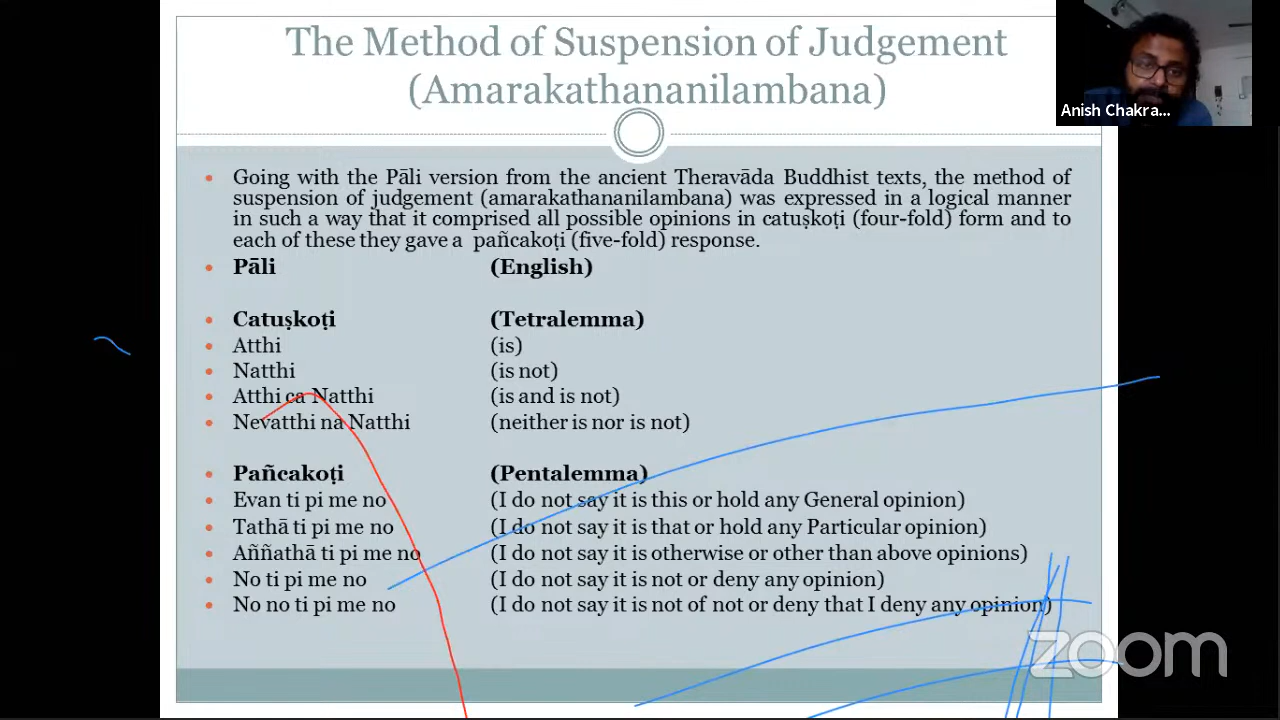 The Method of Suspension of Judgement
(Amarakathananilambana)
Anish Chakra...
• Going with the Pāli version from the ancient Theravāda Buddhist texts, the method of
suspension of judgement (amarakathananilambana) was expressed in a logical manner
in such a way that it comprised all possible opinions in catuṣkoṭi (four-fold) form and to
each of these they gave a pañcakoṭi (five-fold) response.
• Pāli (English)
• Catuṣkoṭi (Tetralemma)
• Atthi (is)
• Natthi (is not)
• Atthi ca Natthi (is and is not)
• Nevatthi na Natthi (neither is nor is not)
• Pañcakoṭi (Pentalemma)
• Evan ti pi me no (I do not say it is this or hold any General opinion)
• Tathā ti pi me no (I do not say it is that or hold any Particular opinion)
• Aññathā ti pi me no (I do not say it is otherwise or other than above opinions)
• No ti pi me no (I do not say it is not or deny any opinion)
• No no ti pi me no (I do not say it is not of not or deny that I deny any opinion)
zoom